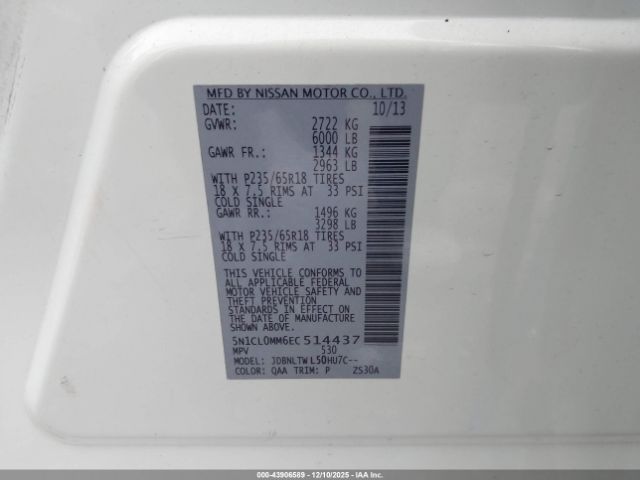 MFD BY NISSAN MOTOR CO., LTD.
DATE: 10/13
GVWR: 2722 KG
6000 LB
GAWR FR.: 1344 KG
2963 LB
WITH P235/65R18 TIRES
18 X 7.5 RIMS AT 33 PSI
COLD SINGLE
GAWR RR.: 1496 KG
3298 LB
WITH P235/65R18 TIRES
18 X 7.5 RIMS AT 33 PSI
COLD SINGLE
THIS VEHICLE CONFORMS TO
ALL APPLICABLE FEDERAL
MOTOR VEHICLE SAFETY AND
THEFT PREVENTION
STANDARDS IN EFFECT ON
THE DATE OF MANUFACTURE
SHOWN ABOVE.
5N1CL0MM6EC514437
MPV 530
MODEL: JDBNLTWL50HU7C--
COLOR: QAA TRIM: P ZS30A
000-43906589 - 12/10/2025 - IAA Inc.